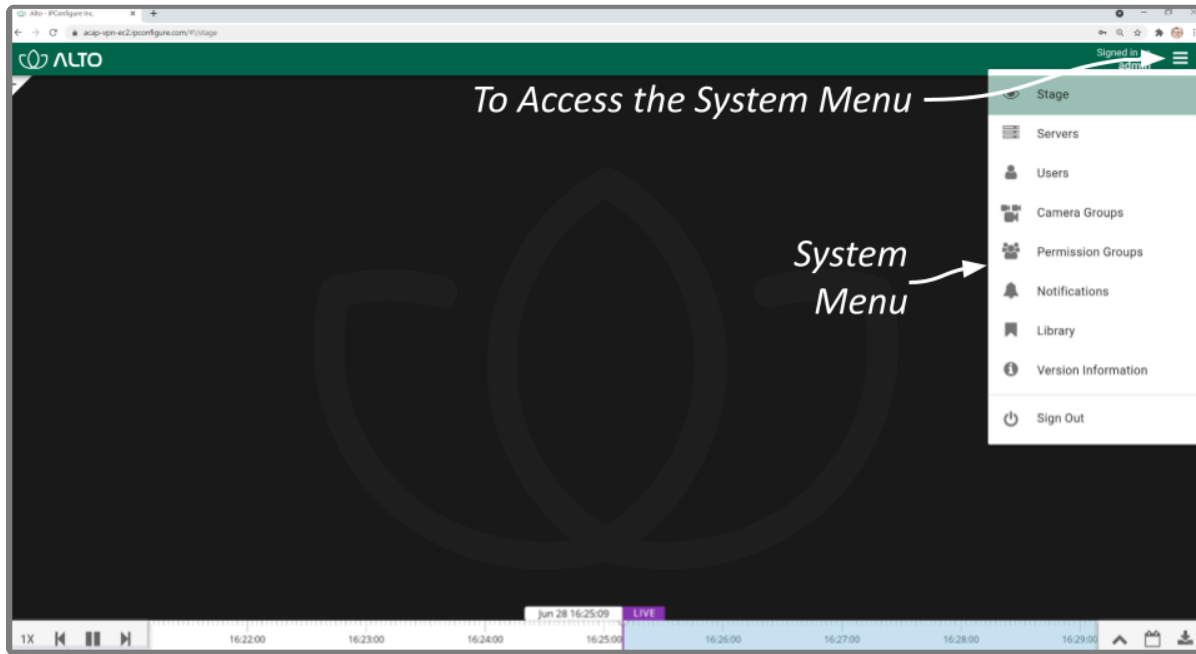 Alto - IPConfigure Inc.
acap-vpn-ec2.ipconfigure.com/#!/stage
ALTO
Signed in as
admin
To Access the System Menu
Stage
Servers
Users
Camera Groups
System
Menu
Permission Groups
Notifications
Library
Version Information
Sign Out
Jun 28 16:25:09 LIVE
1X 16:22:00 16:23:00 16:24:00 16:25:00 16:26:00 16:27:00 16:28:00 16:29:00